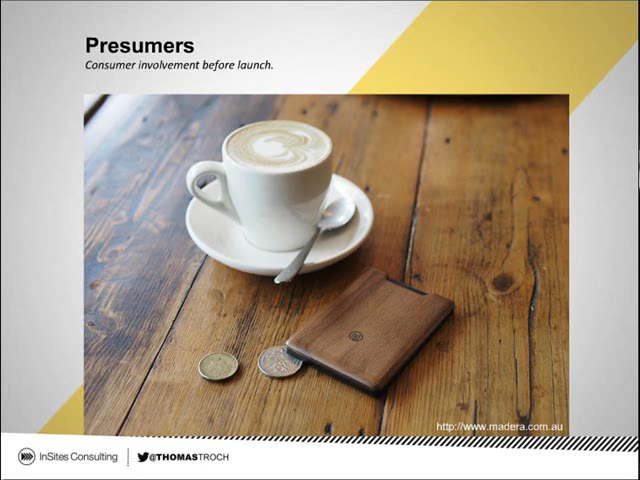 Presumers
Consumer involvement before launch.
http://www.madera.com.au
InSites Consulting
@THOMASTROCH